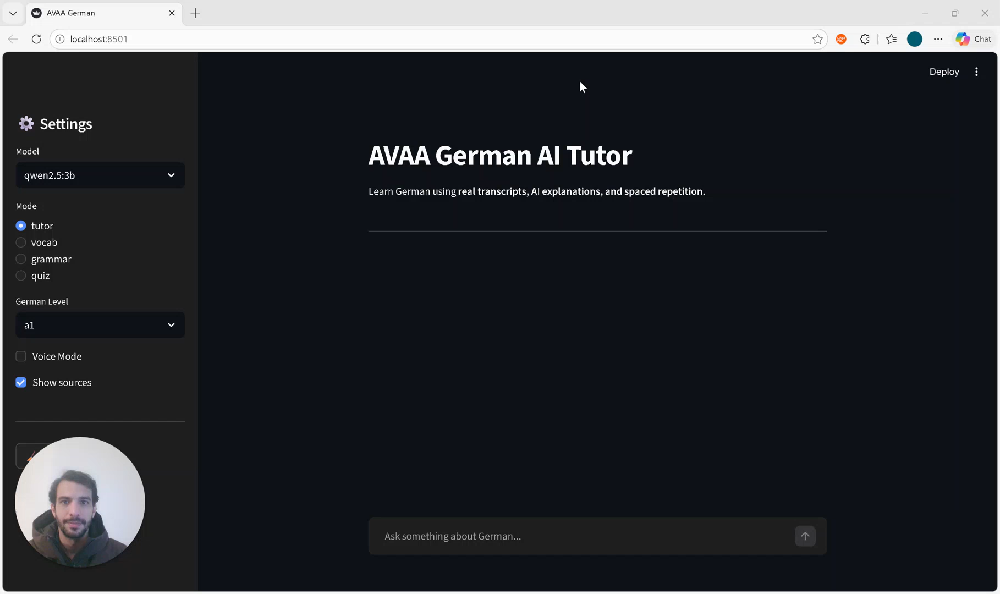 AVAA German
localhost:8501
Chat
Deploy
Settings
Model
qwen2.5:3b
Mode
tutor
vocab
grammar
quiz
German Level
a1
Voice Mode
Show sources
AVAA German AI Tutor
Learn German using real transcripts, AI explanations, and spaced repetition.
Ask something about German...